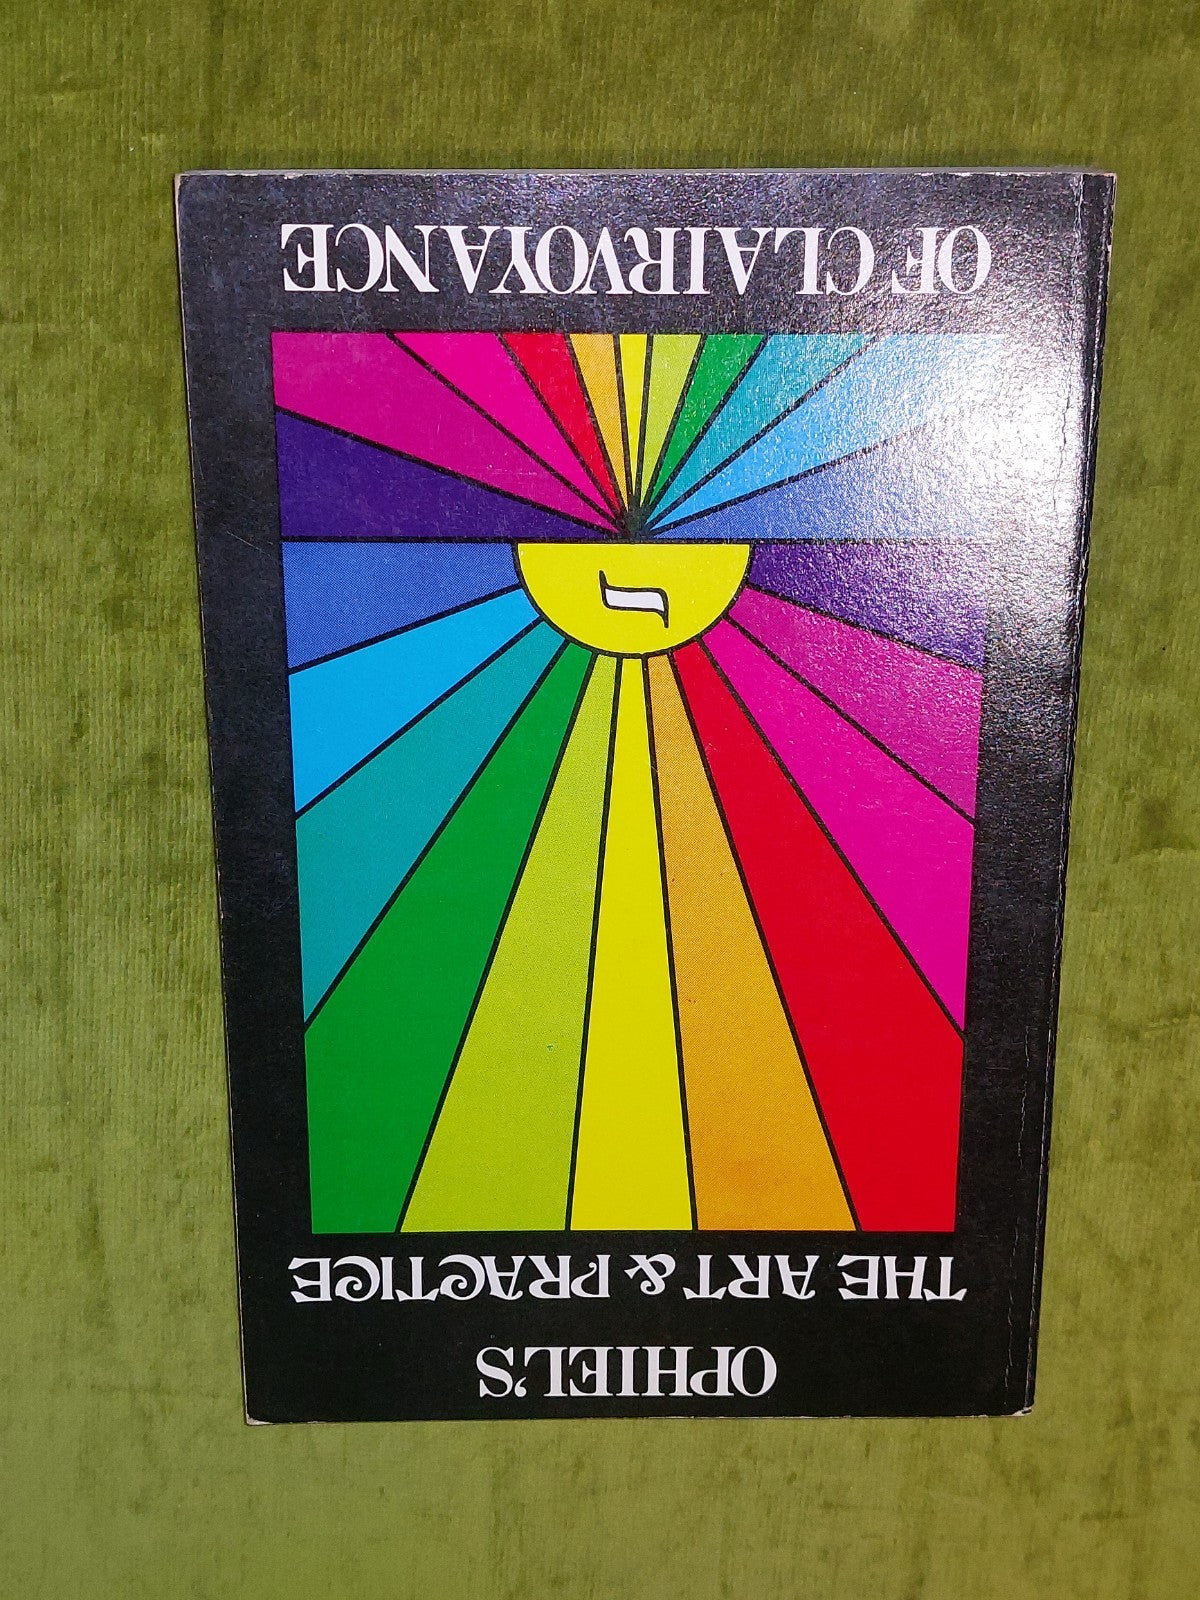 OPHIEL'S
THE ART & PRACTICE
OF CLAIRVOYANCE